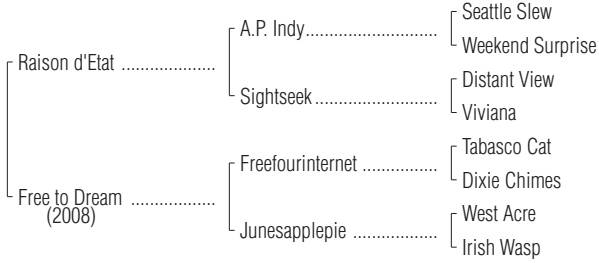 Seattle Slew
A.P. Indy........................
Weekend Surprise
Raison d'Etat .....................
Distant View
Sightseek........................
Viviana
Tabasco Cat
Freefourinternet ................
Dixie Chimes
Free to Dream ..................
(2008)
West Acre
Junesapplepie ..................
Irish Wasp